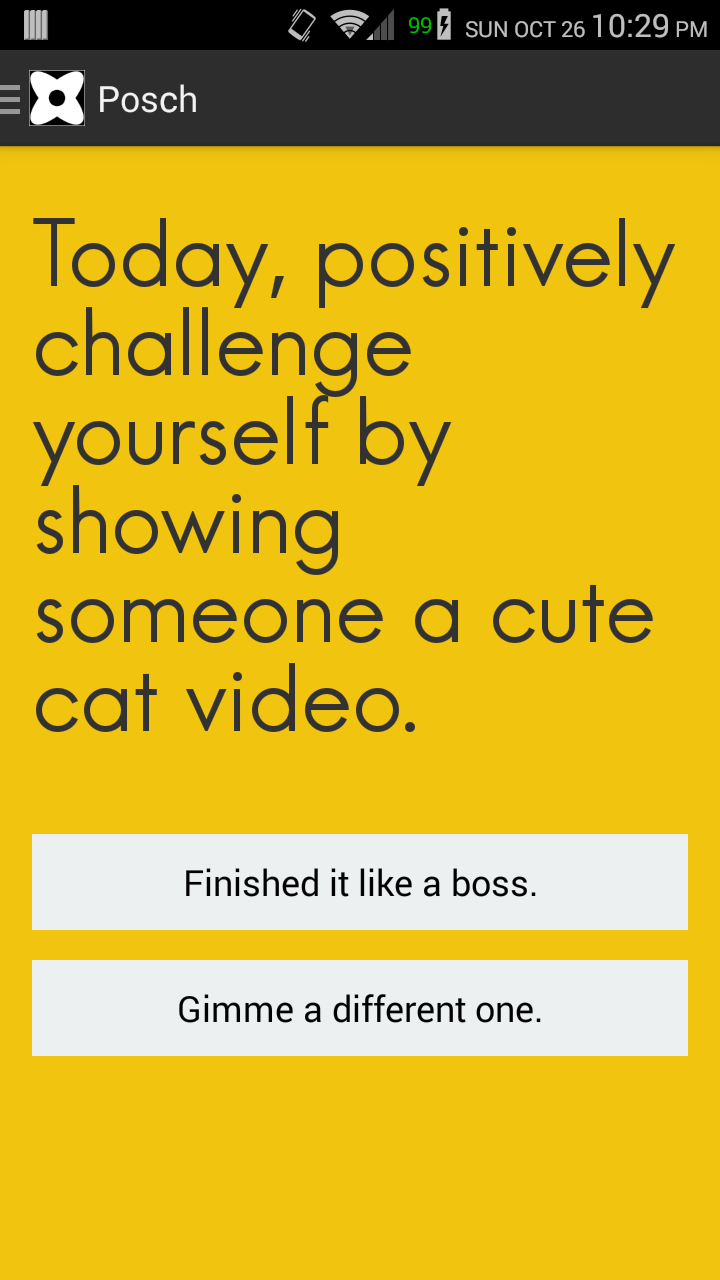 99 SUN OCT 26 10:29 PM
Posch
Today, positively
challenge
yourself by
showing
someone a cute
cat video.
Finished it like a boss.
Gimme a different one.